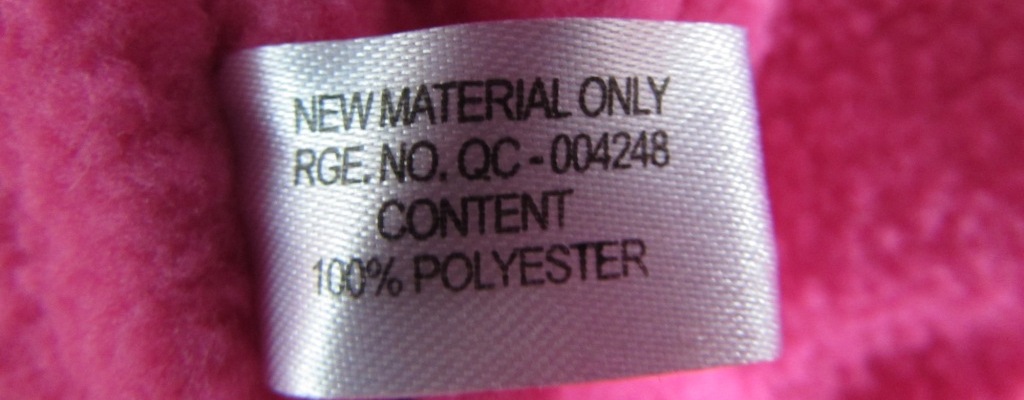 NEW MATERIAL ONLY
RGE. NO. QC-004248
CONTENT
100% POLYESTER